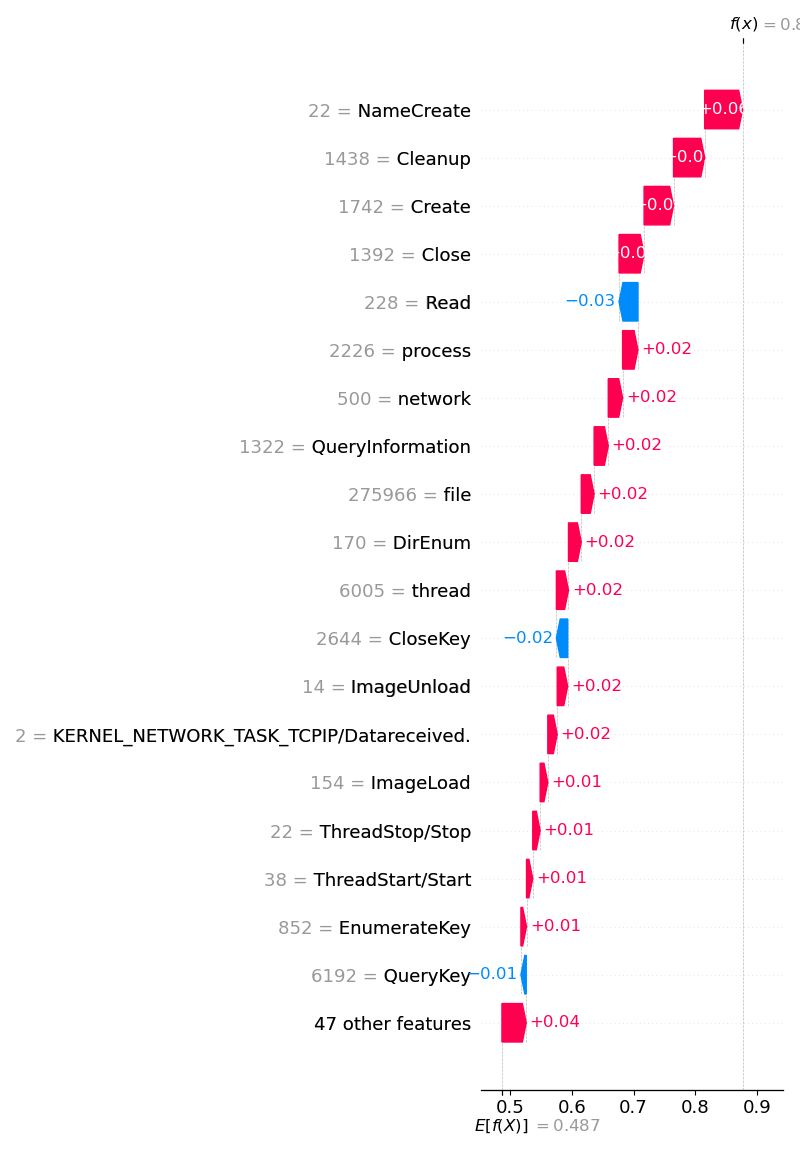 f(x) = 0.8
22 = NameCreate
+0.06
1438 = Cleanup
1742 = Create
1392 = Close
228 = Read
−0.03
2226 = process
+0.02
500 = network
+0.02
1322 = QueryInformation
+0.02
275966 = file
+0.02
170 = DirEnum
+0.02
6005 = thread
+0.02
2644 = CloseKey
−0.02
14 = ImageUnload
+0.02
2 = KERNEL_NETWORK_TASK_TCPIP/Datareceived.
+0.02
154 = ImageLoad
+0.01
22 = ThreadStop/Stop
+0.01
38 = ThreadStart/Start
+0.01
852 = EnumerateKey
+0.01
6192 = QueryKey
−0.01
47 other features
+0.04
0.5 0.6 0.7 0.8 0.9
E[f(X)] = 0.487